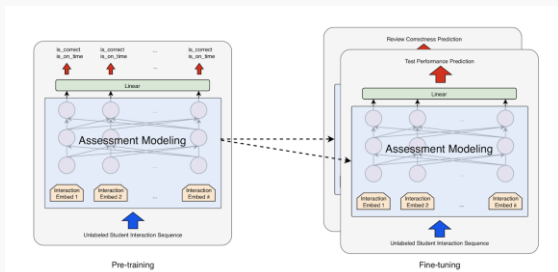 is_correct is_correct ... is_correct
is_on_time is_on_time ... is_on_time
Linear
Assessment Modeling
Interaction Embed 1
Interaction Embed 2
...
Interaction Embed k
Unlabeled Student Interaction Sequence
Pre-training
Review Correctness Prediction
Test Performance Prediction
Linear
Assessment Modeling
Interaction Embed 1
Interaction Embed 2
...
Interaction Embed k
Unlabeled Student Interaction Sequence
Fine-tuning